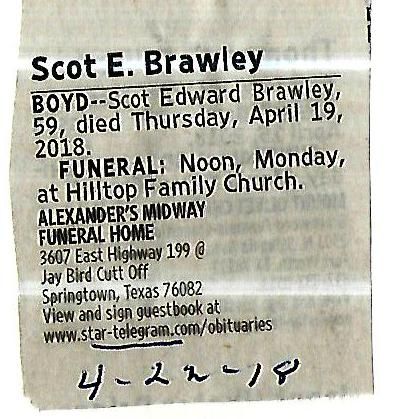 Scot E. Brawley
BOYD--Scot Edward Brawley,
59, died Thursday, April 19,
2018.
FUNERAL: Noon, Monday,
at Hilltop Family Church.
ALEXANDER'S MIDWAY
FUNERAL HOME
3607 East Highway 199 @
Jay Bird Cutt Off
Springtown, Texas 76082
View and sign guestbook at
www.star-telegram.com/obituaries
4-22-18